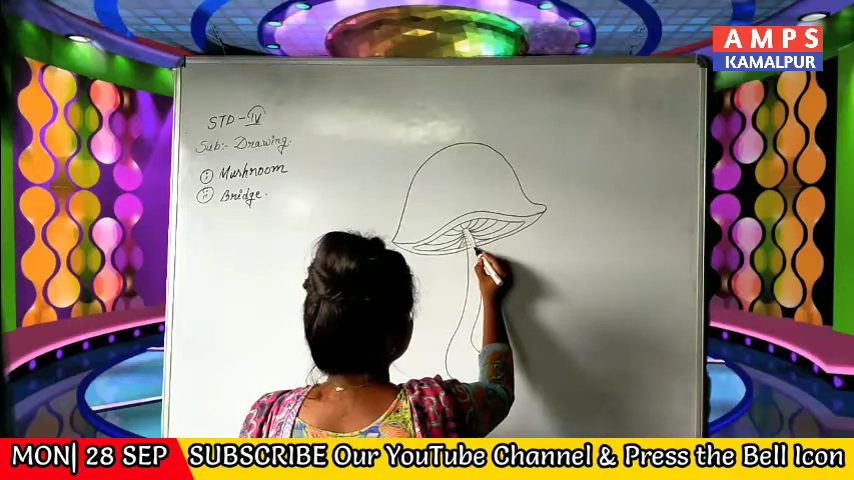 AMPS
KAMALPUR
STD - IV
Sub:- Drawing.
(i) Mushroom
(ii) Bridge.
MON| 28 SEP SUBSCRIBE Our YouTube Channel & Press the Bell Icon